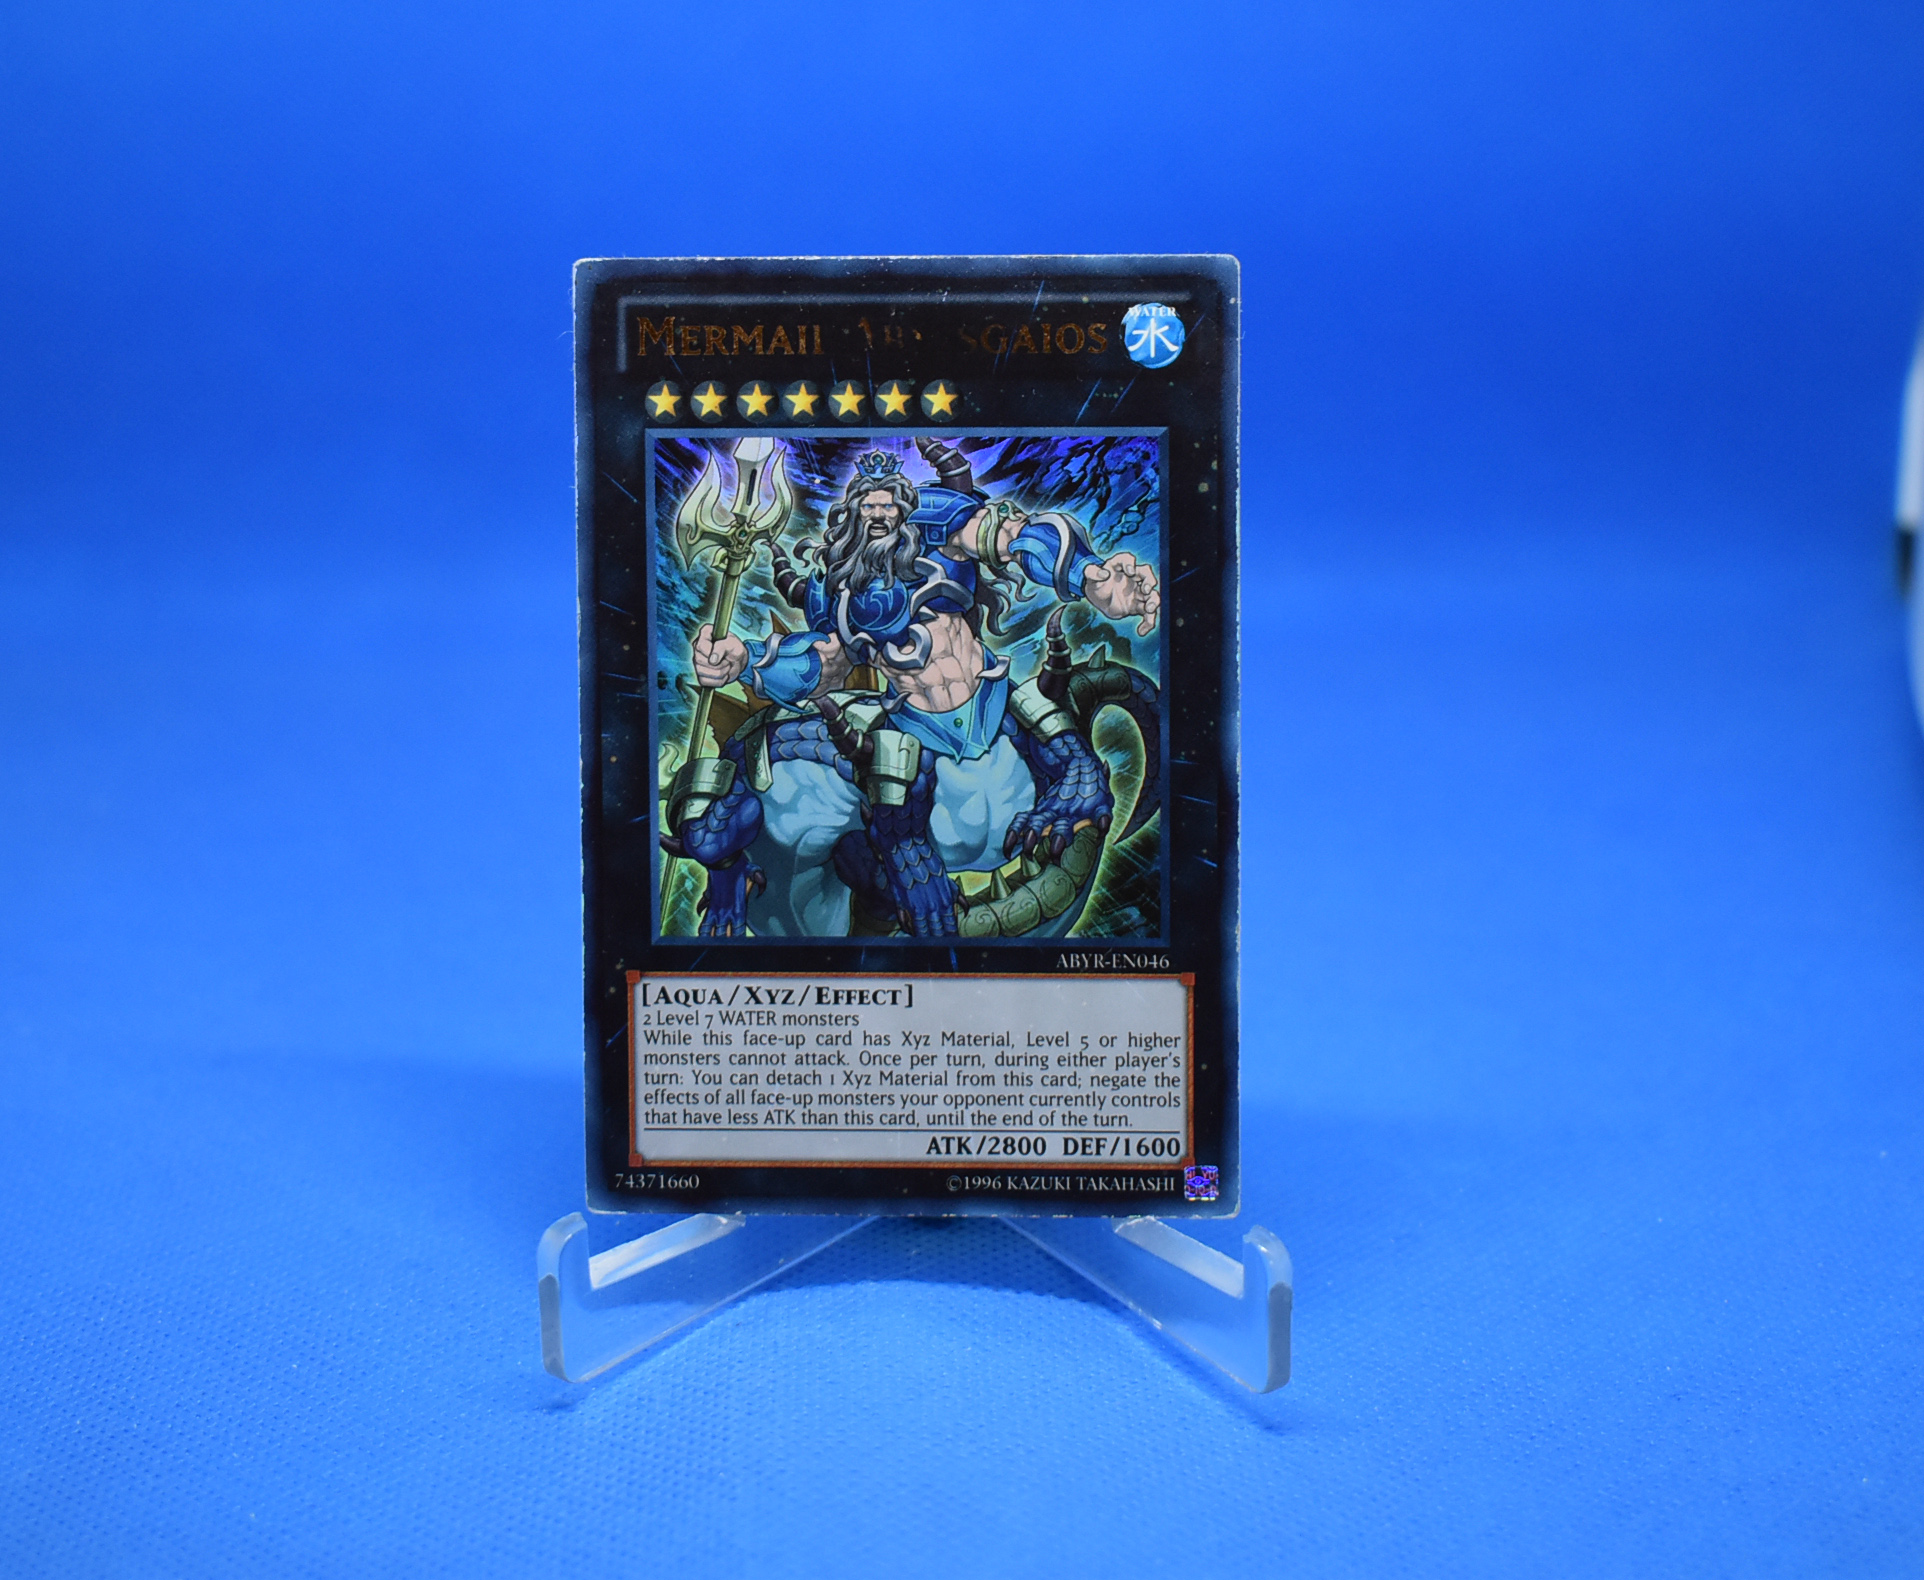 MERMAIL SGAIOS
WATER
水
ABYR-EN046
[AQUA/XYZ/EFFECT]
2 Level 7 WATER monsters
While this face-up card has Xyz Material, Level 5 or higher
monsters cannot attack. Once per turn, during either player's
turn: You can detach 1 Xyz Material from this card; negate the
effects of all face-up monsters your opponent currently controls
that have less ATK than this card, until the end of the turn.
ATK/2800 DEF/1600
74371660
©1996 KAZUKI TAKAHASHI